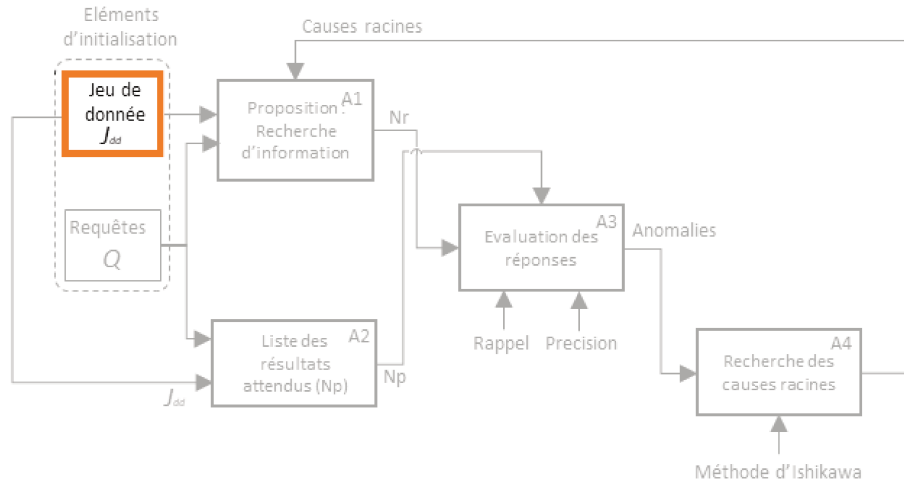 Eléments
d'initialisation
Causes racines
Jeu de
donnée
Jdd
A1
Proposition :
Recherche
d'information
Nr
Requêtes
Q
A3
Evaluation des
réponses
Anomalies
Rappel
Precision
A2
Liste des
résultats
attendus (Np)
Np
Jdd
A4
Recherche des
causes racines
Méthode d'Ishikawa